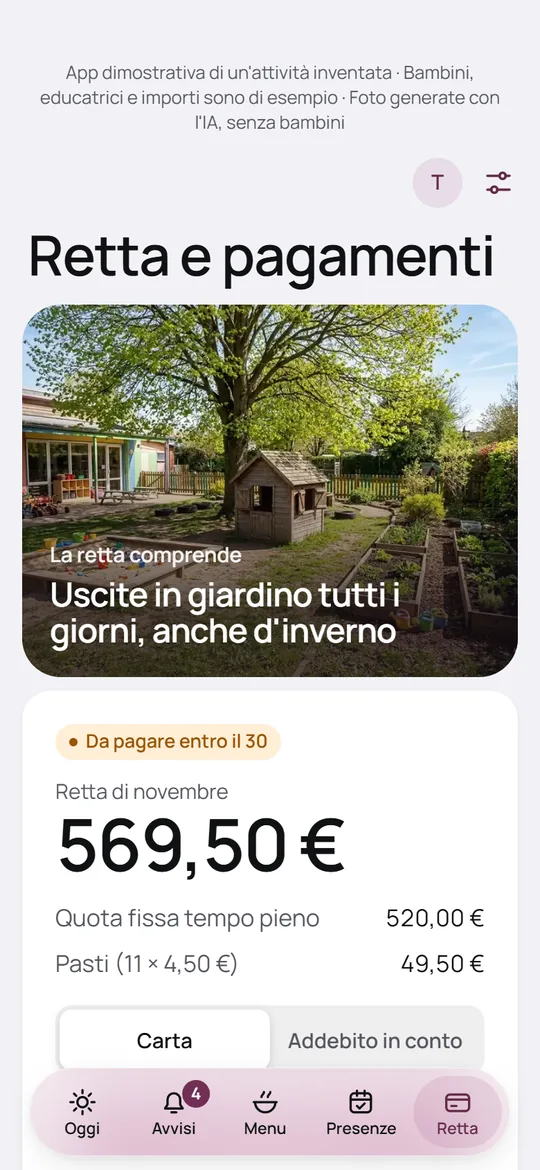 App dimostrativa di un'attività inventata · Bambini,
educatrici e importi sono di esempio · Foto generate con
l'IA, senza bambini
T
Retta e pagamenti
La retta comprende
Uscite in giardino tutti i
giorni, anche d'inverno
Da pagare entro il 30
Retta di novembre
569,50 €
Quota fissa tempo pieno 520,00 €
Pasti (11 × 4,50 €) 49,50 €
Carta Addebito in conto
4
Oggi Avvisi Menu Presenze Retta